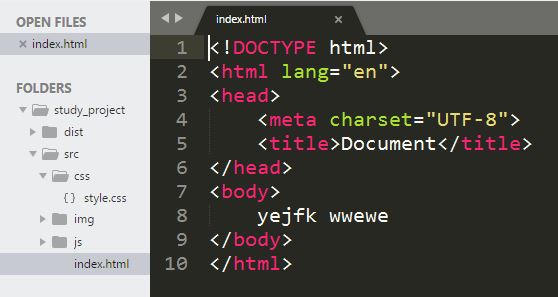 OPEN FILES
index.html
FOLDERS
study_project
dist
src
css
{} style.css
img
js
index.html
index.html
1 <!DOCTYPE html>
2 <html lang="en">
3 <head>
4 <meta charset="UTF-8">
5 <title>Document</title>
6 </head>
7 <body>
8 yejfk wwewe
9 </body>
10 </html>